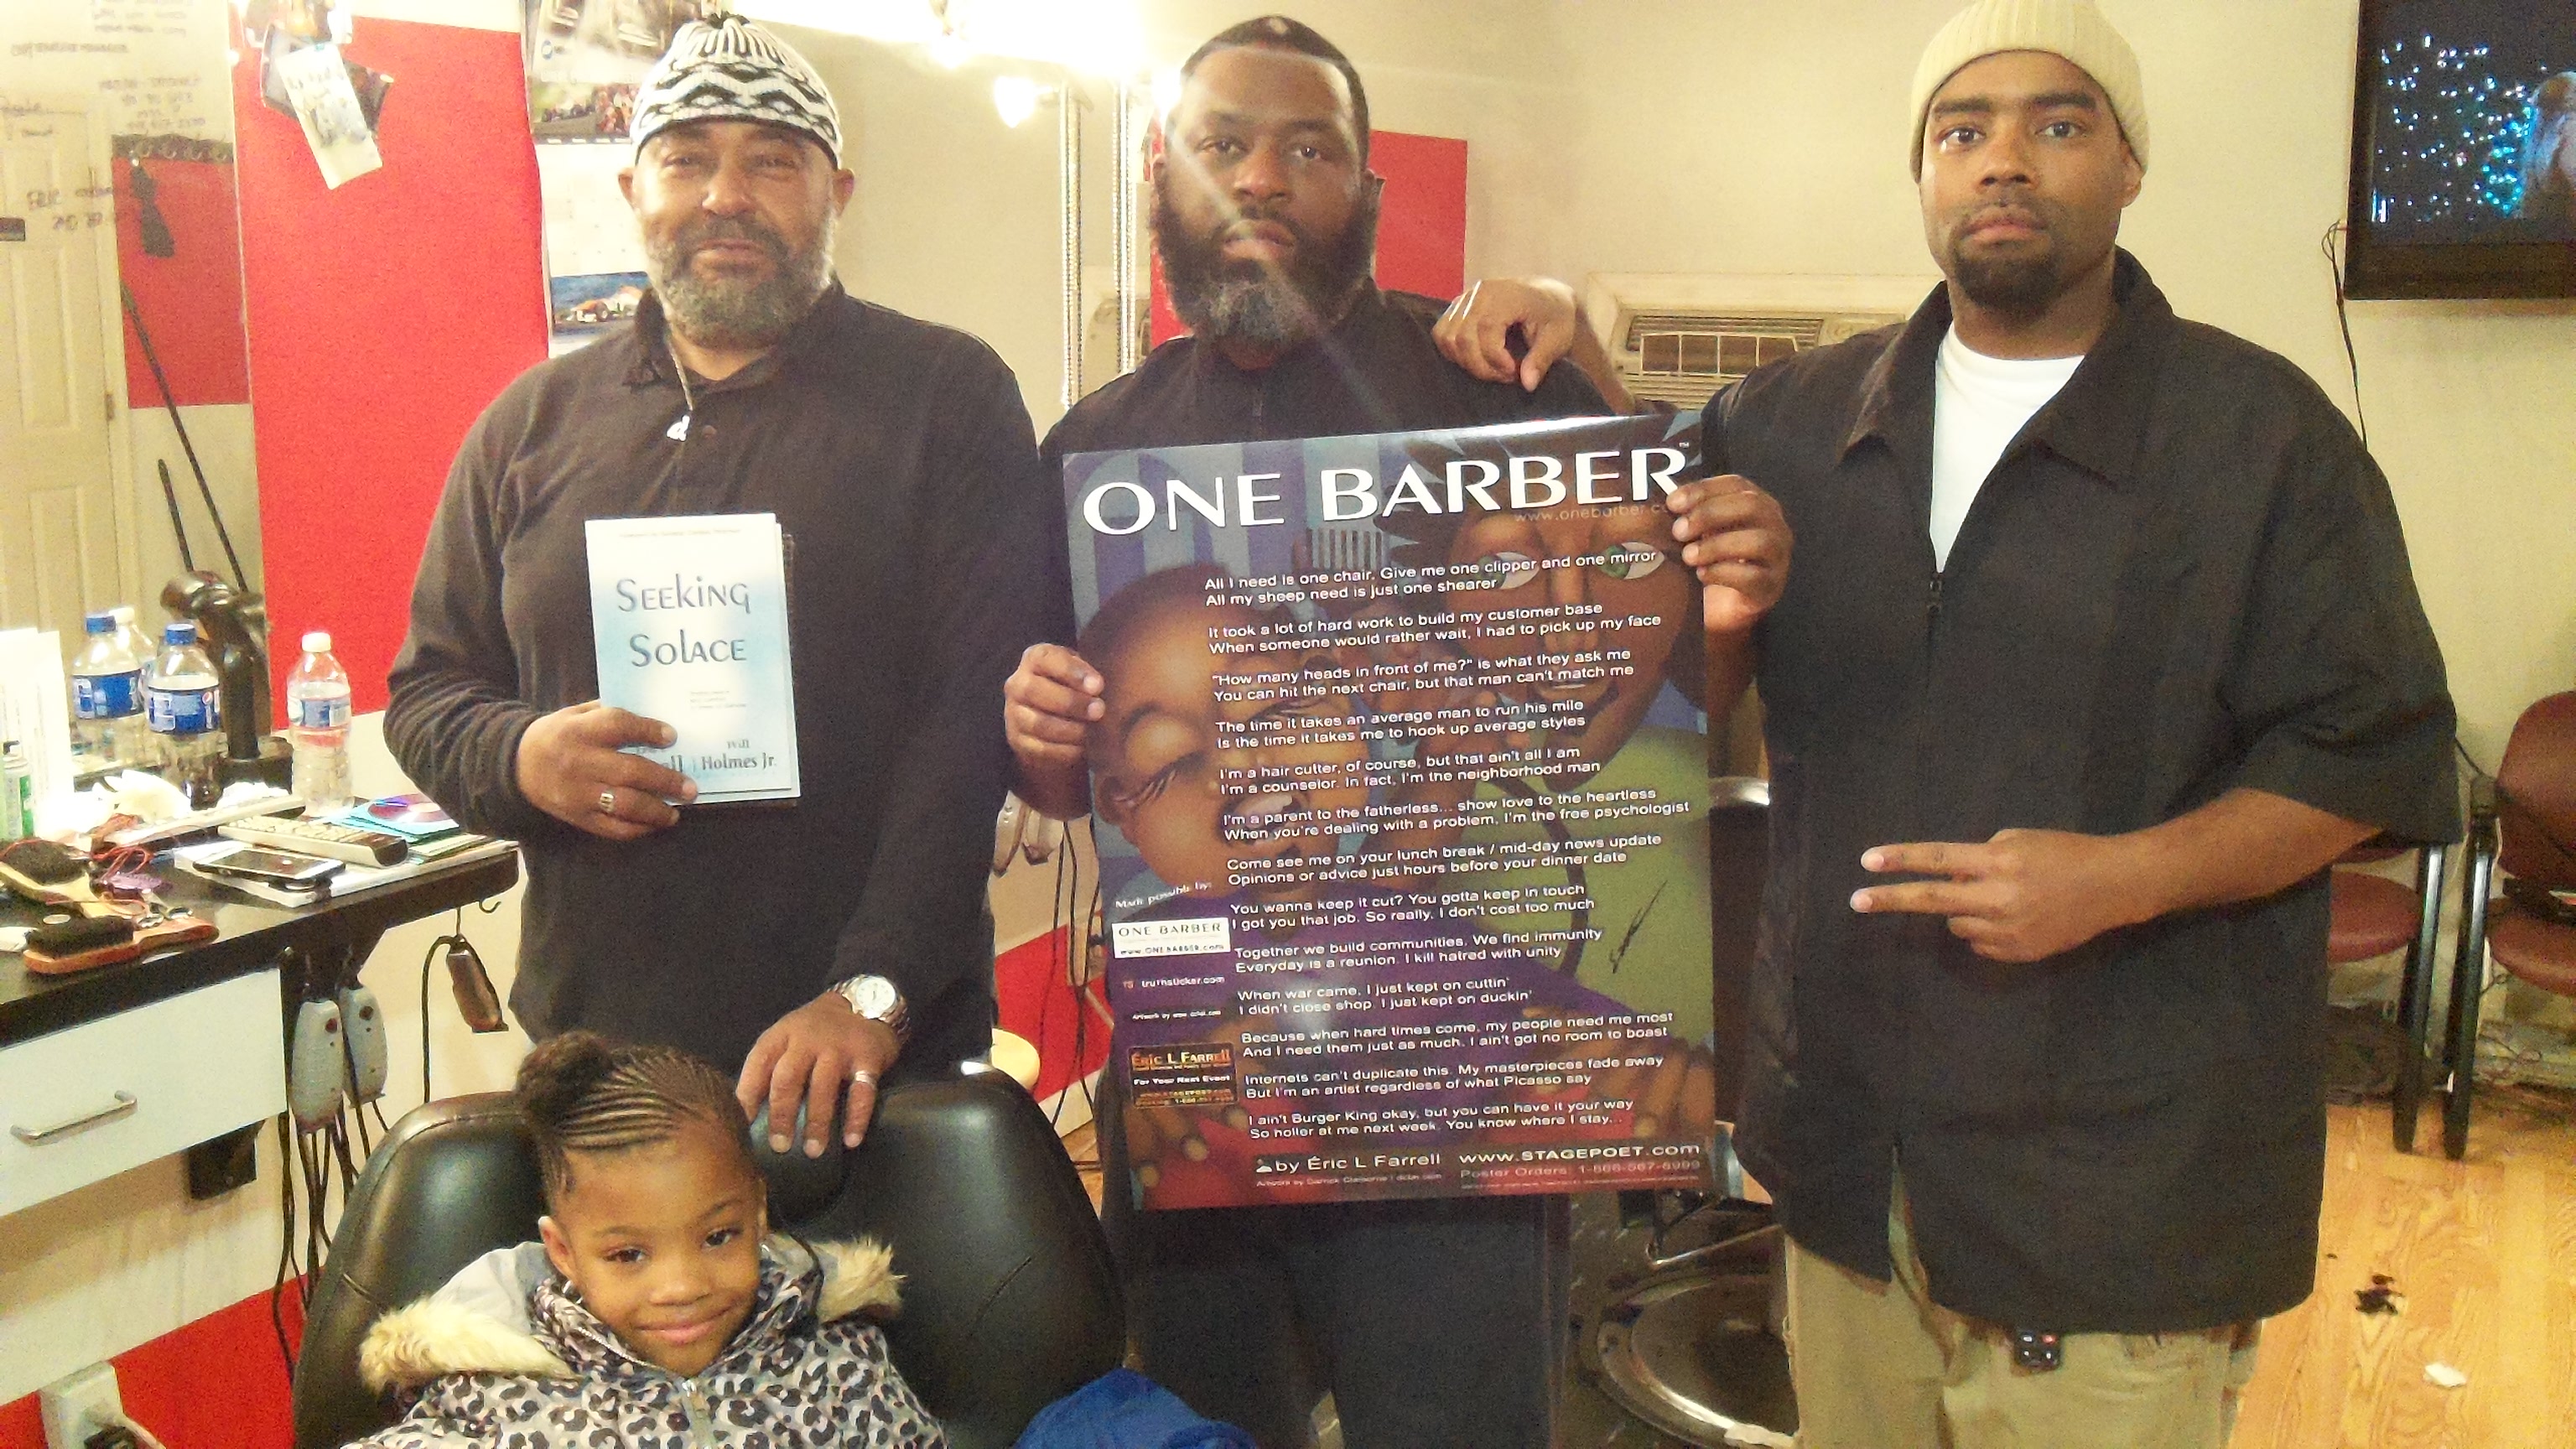 SEEKING
SOLACE
Will
Holmes Jr.
ONE BARBER™
www.onebarber.c
All I need is one chair. Give me one clipper and one mirror
All my sheep need is just one shearer
It took a lot of hard work to build my customer base
When someone would rather wait, I had to pick up my face
"How many heads in front of me?" is what they ask me
You can hit the next chair, but that man can't match me
The time it takes an average man to run his mile
Is the time it takes me to hook up average styles
I'm a hair cutter, of course, but that ain't all I am
I'm a counselor. In fact, I'm the neighborhood man
I'm a parent to the fatherless... show love to the heartless
When you're dealing with a problem, I'm the free psychologist
Come see me on your lunch break / mid-day news update
Opinions or advice just hours before your dinner date
You wanna keep it cut? You gotta keep in touch
I got you that job. So really, I don't cost too much
Together we build communities. We find immunity
Everyday is a reunion. I kill hatred with unity
When war came, I just kept on cuttin'
I didn't close shop. I just kept on duckin'
Because when hard times come, my people need me most
And I need them just as much. I ain't got no room to boast
Internets can't duplicate this. My masterpieces fade away
But I'm an artist regardless of what Picasso say
I ain't Burger King okay, but you can have it your way
So holler at me next week. You know where I stay...
Made possible by:
ONE BARBER
www.ONEBARBER.com
TS truthsticker.com
Eric L Farrell
For Your Next Event
by Éric L Farrell www.STAGEPOET.com
Poster Orders: 1-866-567-6999